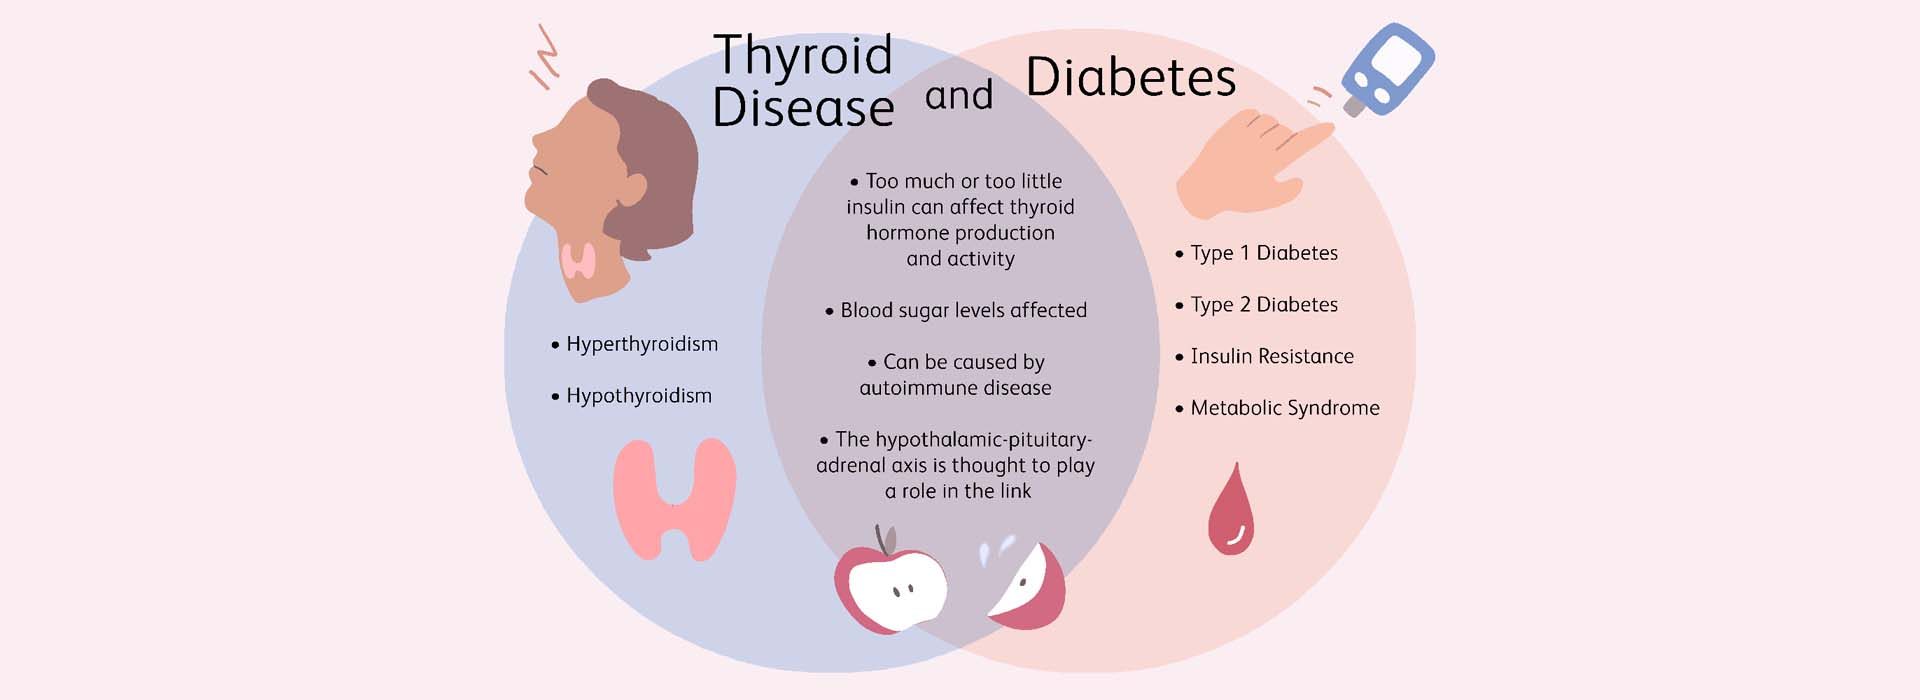 Thyroid
Disease
and
Diabetes
• Hyperthyroidism
• Hypothyroidism
• Too much or too little
insulin can affect thyroid
hormone production
and activity
• Blood sugar levels affected
• Can be caused by
autoimmune disease
• The hypothalamic-pituitary-
adrenal axis is thought to play
a role in the link
• Type 1 Diabetes
• Type 2 Diabetes
• Insulin Resistance
• Metabolic Syndrome